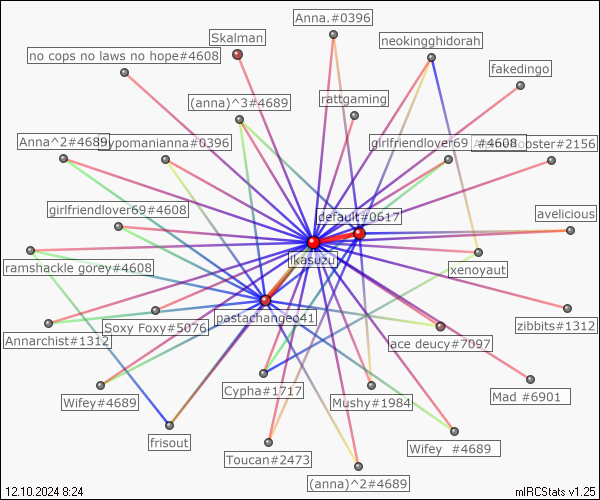 Anna.#0396
Skalman
neokingghidorah
no cops no laws no hope#4608
fakedingo
(anna)^3#4689
rattgaming
Anna^2#4689
hypomanianna#0396
girlfriendlover69 #4608
#2156
girlfriendlover69#4608
default#0617
avelicious
ikasuzu
ramshackle gorey#4608
xenoyaut
pastachangeo41
zibbits#1312
Annarchist#1312
Soxy Foxy#5076
ace deucy#7097
Wifey#4689
Cypha#1717
Mushy#1984
Mad #6901
frisout
Toucan#2473
Wifey #4689
(anna)^2#4689
12.10.2024 8:24
mIRCStats v1.25